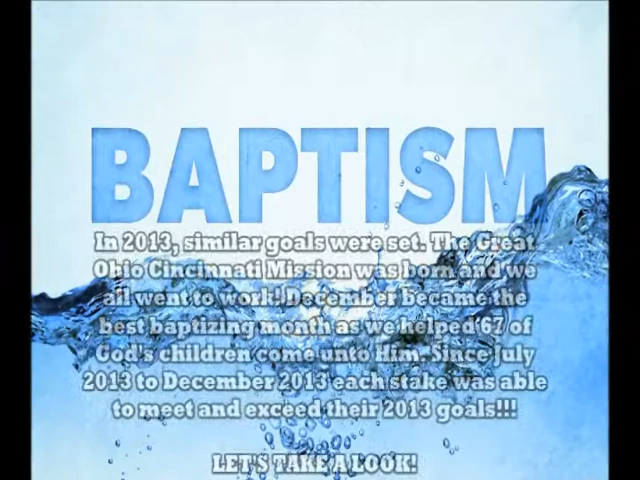 BAPTISM
In 2013, similar goals were set. The Great
Ohio Cincinnati Mission was born and we
all went to work! December became the
best baptizing month as we helped 67 of
God's children come unto Him. Since July
2013 to December 2013 each stake was able
to meet and exceed their 2013 goals!!!
LET'S TAKE A LOOK!